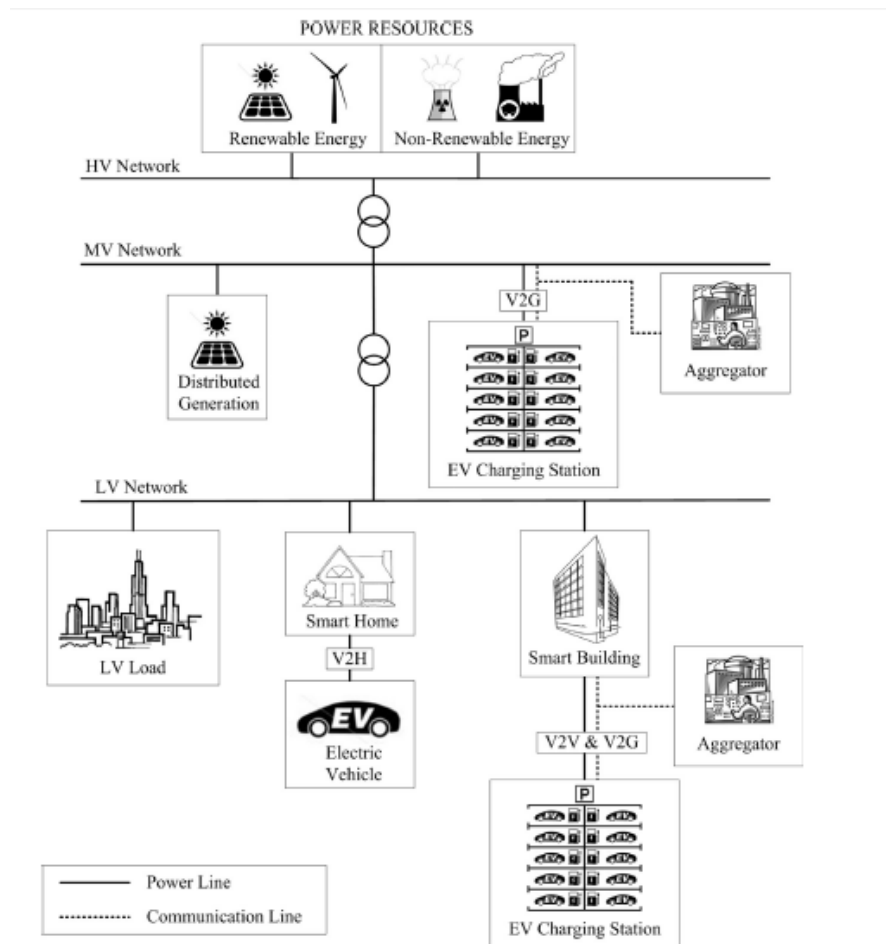 POWER RESOURCES
Renewable Energy
Non-Renewable Energy
HV Network
MV Network
V2G
P
Distributed
Generation
Aggregator
EV Charging Station
LV Network
LV Load
Smart Home
V2H
EV
Electric
Vehicle
Smart Building
Aggregator
V2V & V2G
P
EV Charging Station
Power Line
Communication Line